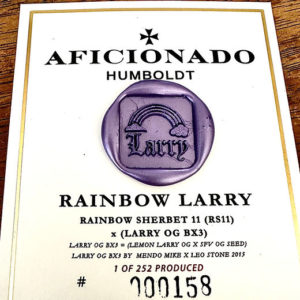 AFICIONADO
HUMBOLDT
Larry
RAINBOW LARRY
RAINBOW SHERBET 11 (RS11)
x (LARRY OG BX3)
LARRY OG BX3 = (LEMON LARRY OG X SFV OG SEED)
LARRY OG BX3 BY MENDO MIKE X LEO STONE 2015
1 OF 252 PRODUCED
# 000158